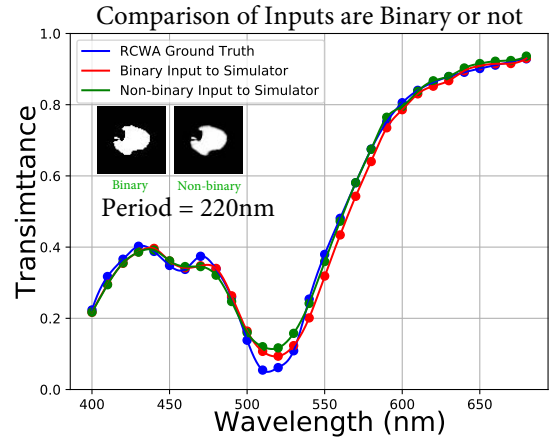 Comparison of Inputs are Binary or not
RCWA Ground Truth
Binary Input to Simulator
Non-binary Input to Simulator
Binary Non-binary
Period = 220nm
Transimttance
1.0
0.8
0.6
0.4
0.2
0.0
400 450 500 550 600 650
Wavelength (nm)